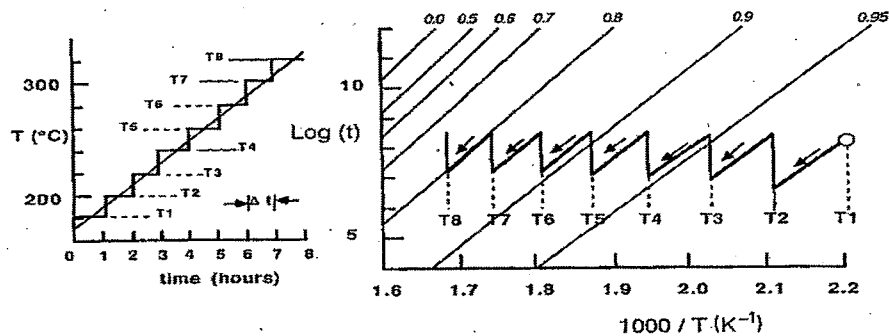 T8
T7
T6
T5
T4
T3
T2
T1
Δ t
300
200
T (°C)
0 1 2 3 4 5 6 7 8
time (hours)
0.0 0.5 0.6 0.7 0.8 0.9 0.95
10
5
Log (t)
T8 T7 T6 T5 T4 T3 T2 T1
1.6 1.7 1.8 1.9 2.0 2.1 2.2
1000 / T (K⁻¹)